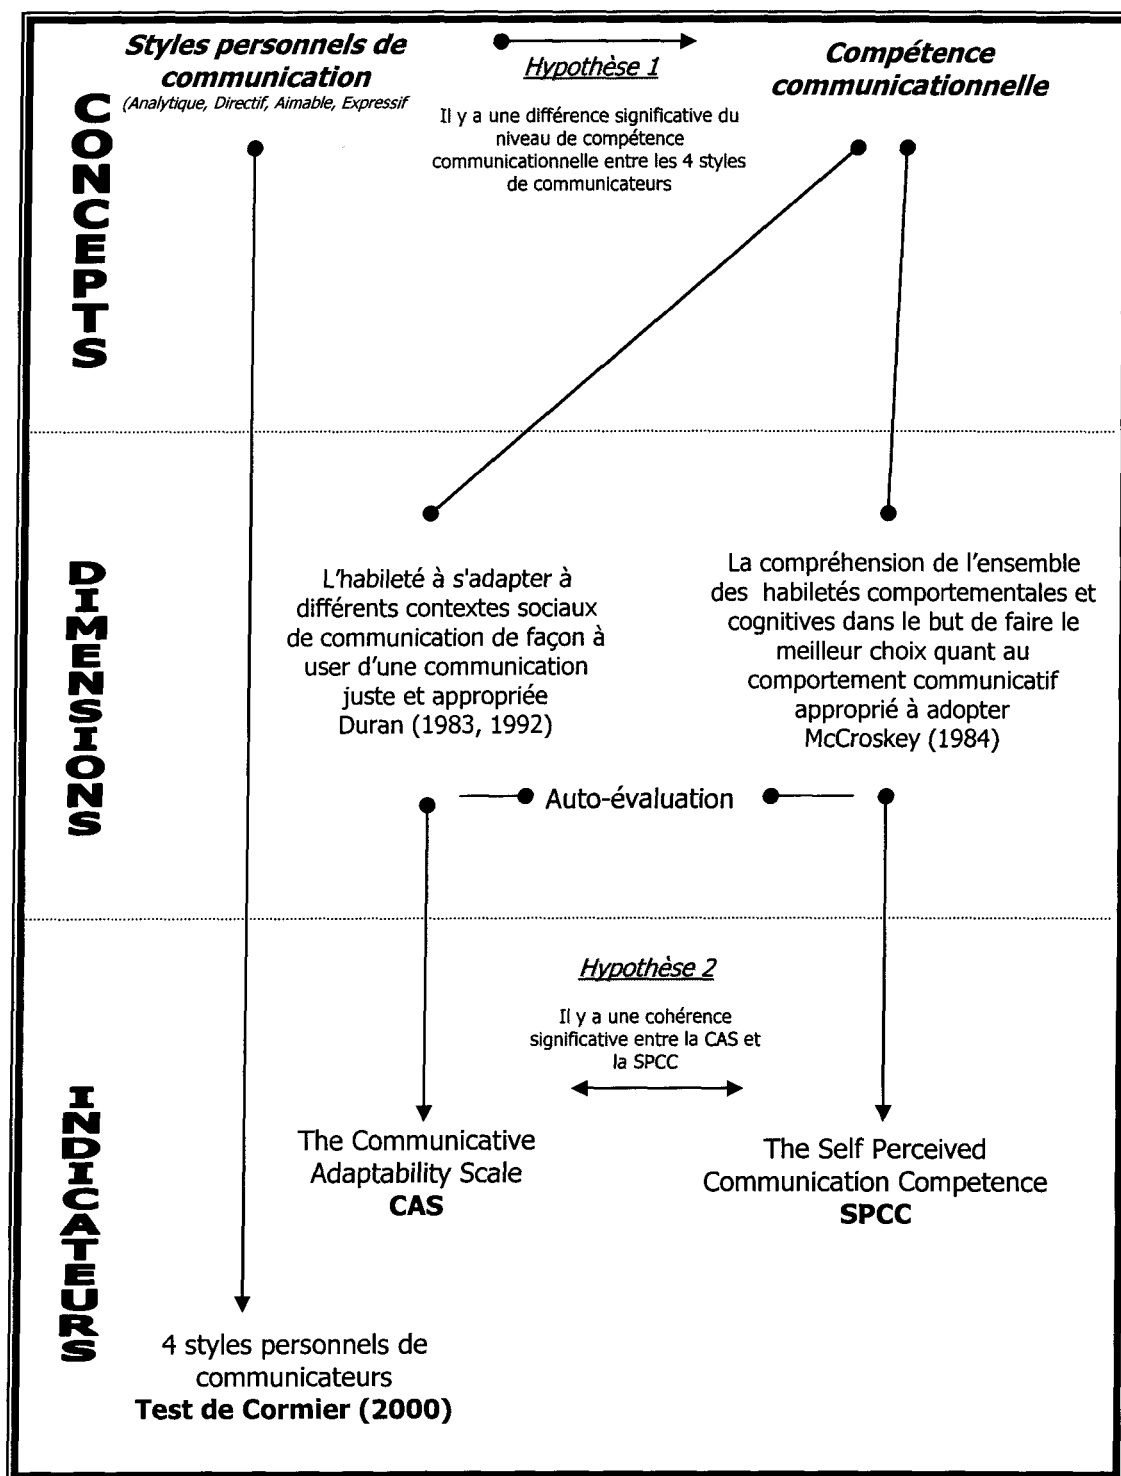 CONCEPTS
Styles personnels de
communication
(Analytique, Directif, Aimable, Expressif
Hypothèse 1
Il y a une différence significative du
niveau de compétence
communicationnelle entre les 4 styles
de communicateurs
Compétence
communicationnelle
DIMENSIONS
L'habileté à s'adapter à
différents contextes sociaux
de communication de façon à
user d'une communication
juste et appropriée
Duran (1983, 1992)
La compréhension de l'ensemble
des habiletés comportementales et
cognitives dans le but de faire le
meilleur choix quant au
comportement communicatif
approprié à adopter
McCroskey (1984)
Auto-évaluation
INDICATEURS
Hypothèse 2
Il y a une cohérence
significative entre la CAS et
la SPCC
The Communicative
Adaptability Scale
CAS
The Self Perceived
Communication Competence
SPCC
4 styles personnels de
communicateurs
Test de Cormier (2000)